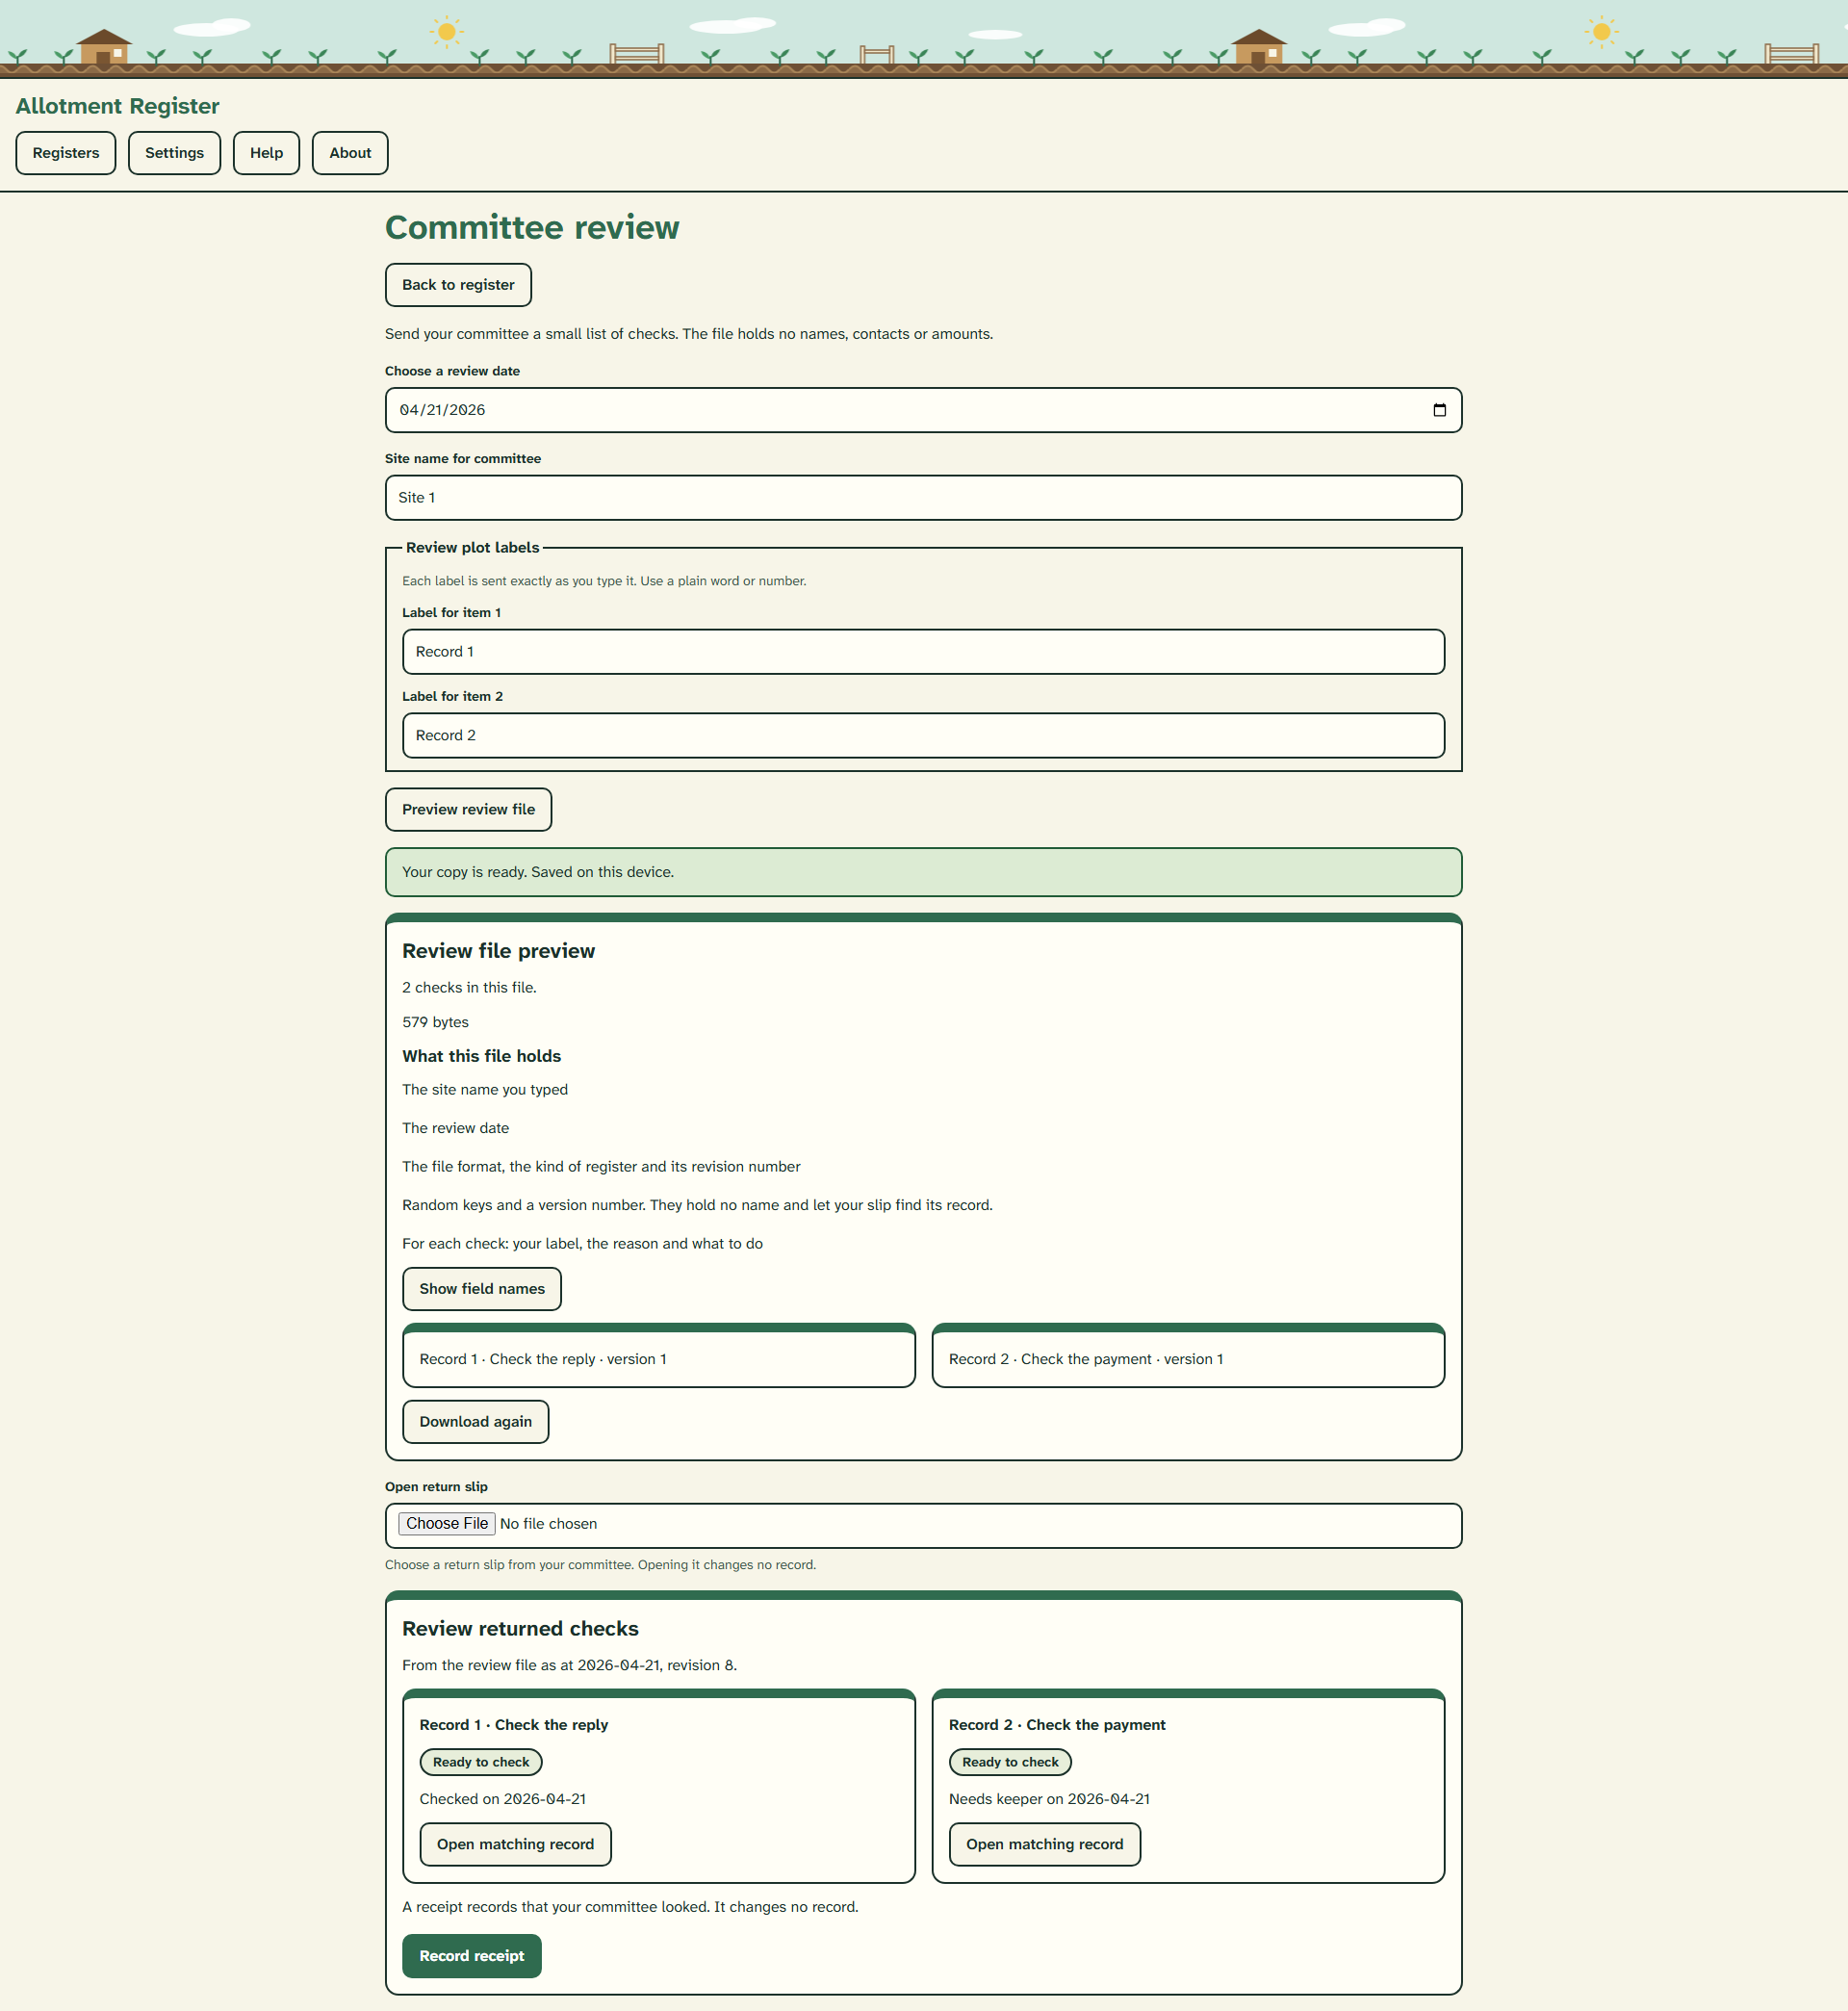 Allotment Register
Registers
Settings
Help
About
Committee review
Back to register
Send your committee a small list of checks. The file holds no names, contacts or amounts.
Choose a review date
04/21/2026
Site name for committee
Site 1
Review plot labels
Each label is sent exactly as you type it. Use a plain word or number.
Label for item 1
Record 1
Label for item 2
Record 2
Preview review file
Your copy is ready. Saved on this device.
Review file preview
2 checks in this file.
579 bytes
What this file holds
The site name you typed
The review date
The file format, the kind of register and its revision number
Random keys and a version number. They hold no name and let your slip find its record.
For each check: your label, the reason and what to do
Show field names
Record 1 · Check the reply · version 1
Record 2 · Check the payment · version 1
Download again
Open return slip
Choose File No file chosen
Choose a return slip from your committee. Opening it changes no record.
Review returned checks
From the review file as at 2026-04-21, revision 8.
Record 1 · Check the reply
Ready to check
Checked on 2026-04-21
Open matching record
Record 2 · Check the payment
Ready to check
Needs keeper on 2026-04-21
Open matching record
A receipt records that your committee looked. It changes no record.
Record receipt